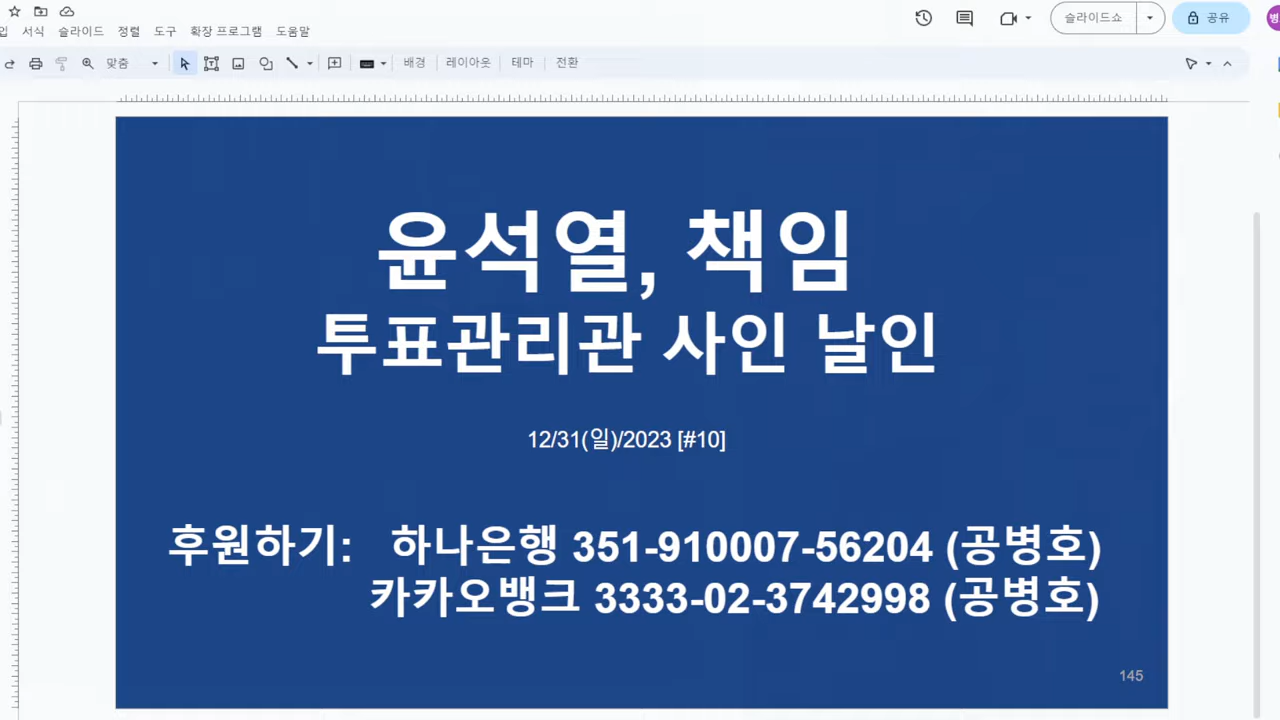 입 서식 슬라이드 정렬 도구 확장 프로그램 도움말
슬라이드쇼
공유
병
맞춤
배경
레이아웃
테마
전환
윤석열, 책임
투표관리관 사인 날인
12/31(일)/2023 [#10]
후원하기: 하나은행 351-910007-56204 (공병호)
카카오뱅크 3333-02-3742998 (공병호)
145